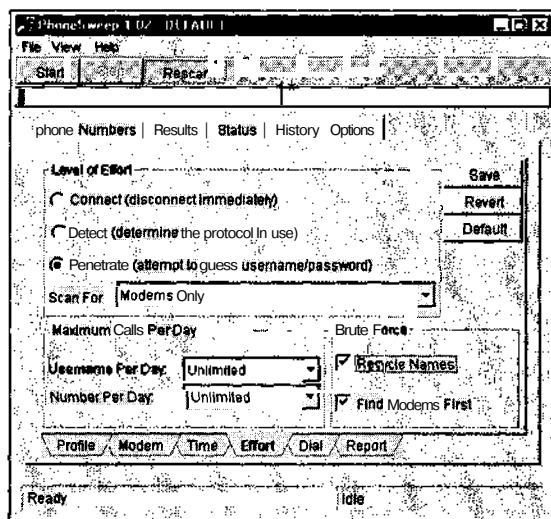 PhoneSweep 1.02 DEFAULT
File View Help
Start Rescan
phone Numbers | Results | Status | History Options
Level of Effort
Connect (disconnect immediately)
Detect (determine the protocol In use)
Penetrate (attempt to guess username/password)
Scan For Modems Only
Save
Revert
Default
Maximum Calls Per Day
Username Per Day: Unlimited
Number Per Day: Unlimited
Brute Force
Recycle Names
Find Modems First
Profile Modem Time Effort Dial Report
Ready Idle